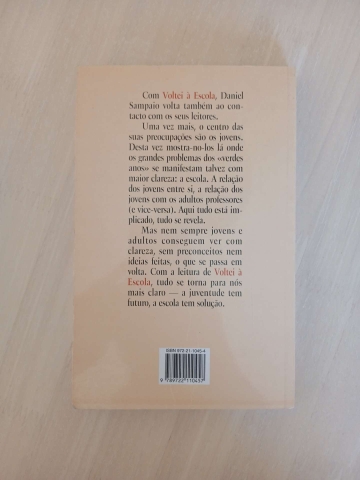 Com Voltei à Escola, Daniel
Sampaio volta também ao con-
tacto com os seus leitores.
Uma vez mais, o centro das
suas preocupações são os jovens.
Desta vez mostra-no-los lá onde
os grandes problemas dos «verdes
anos» se manifestam talvez com
maior clareza: a escola. A relação
dos jovens entre si, a relação dos
jovens com os adultos professores
(e vice-versa). Aqui tudo está im-
plicado, tudo se revela.
Mas nem sempre jovens e
adultos conseguem ver com
clareza, sem preconceitos nem
ideias feitas, o que se passa em
volta. Com a leitura de Voltei à
Escola, tudo se torna para nós
mais claro — a juventude tem
futuro, a escola tem solução.